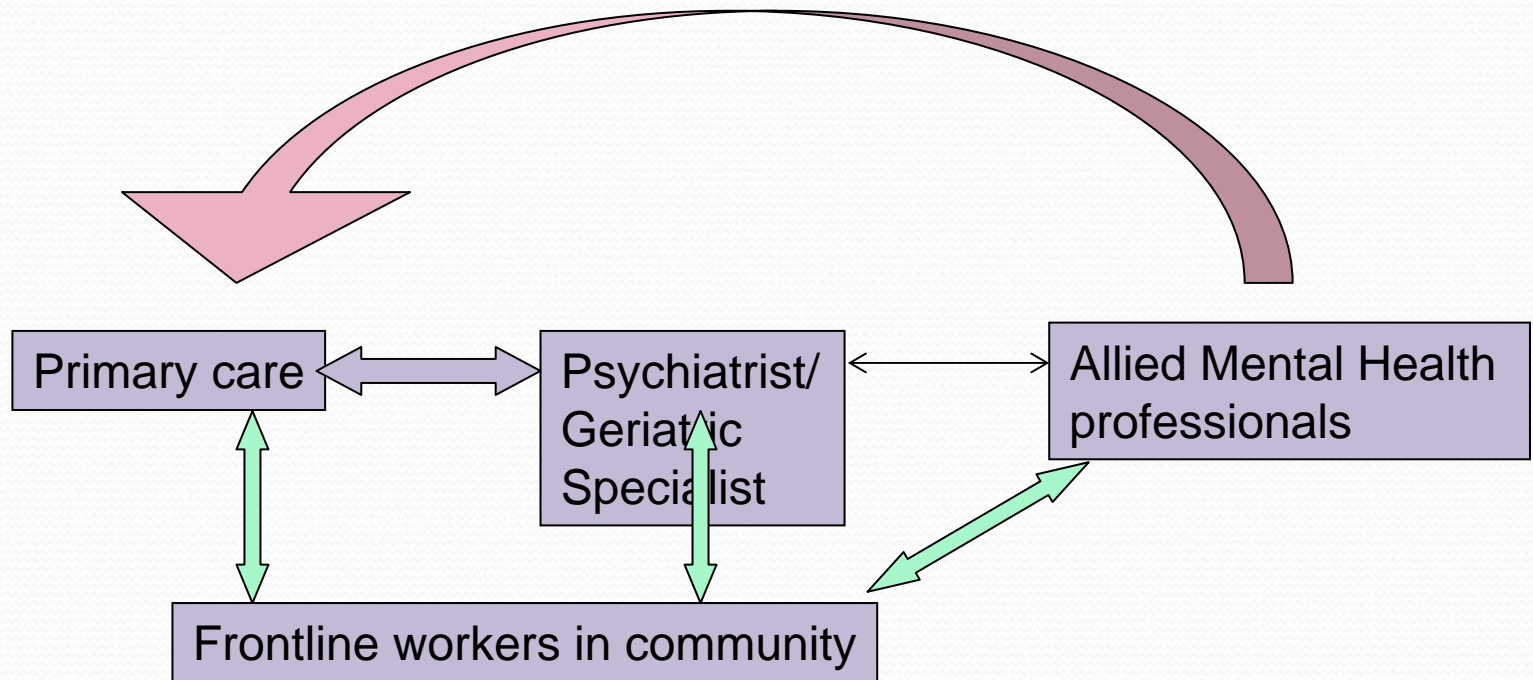 Primary care
Psychiatrist/
Geriatric
Specialist
Allied Mental Health
professionals
Frontline workers in community